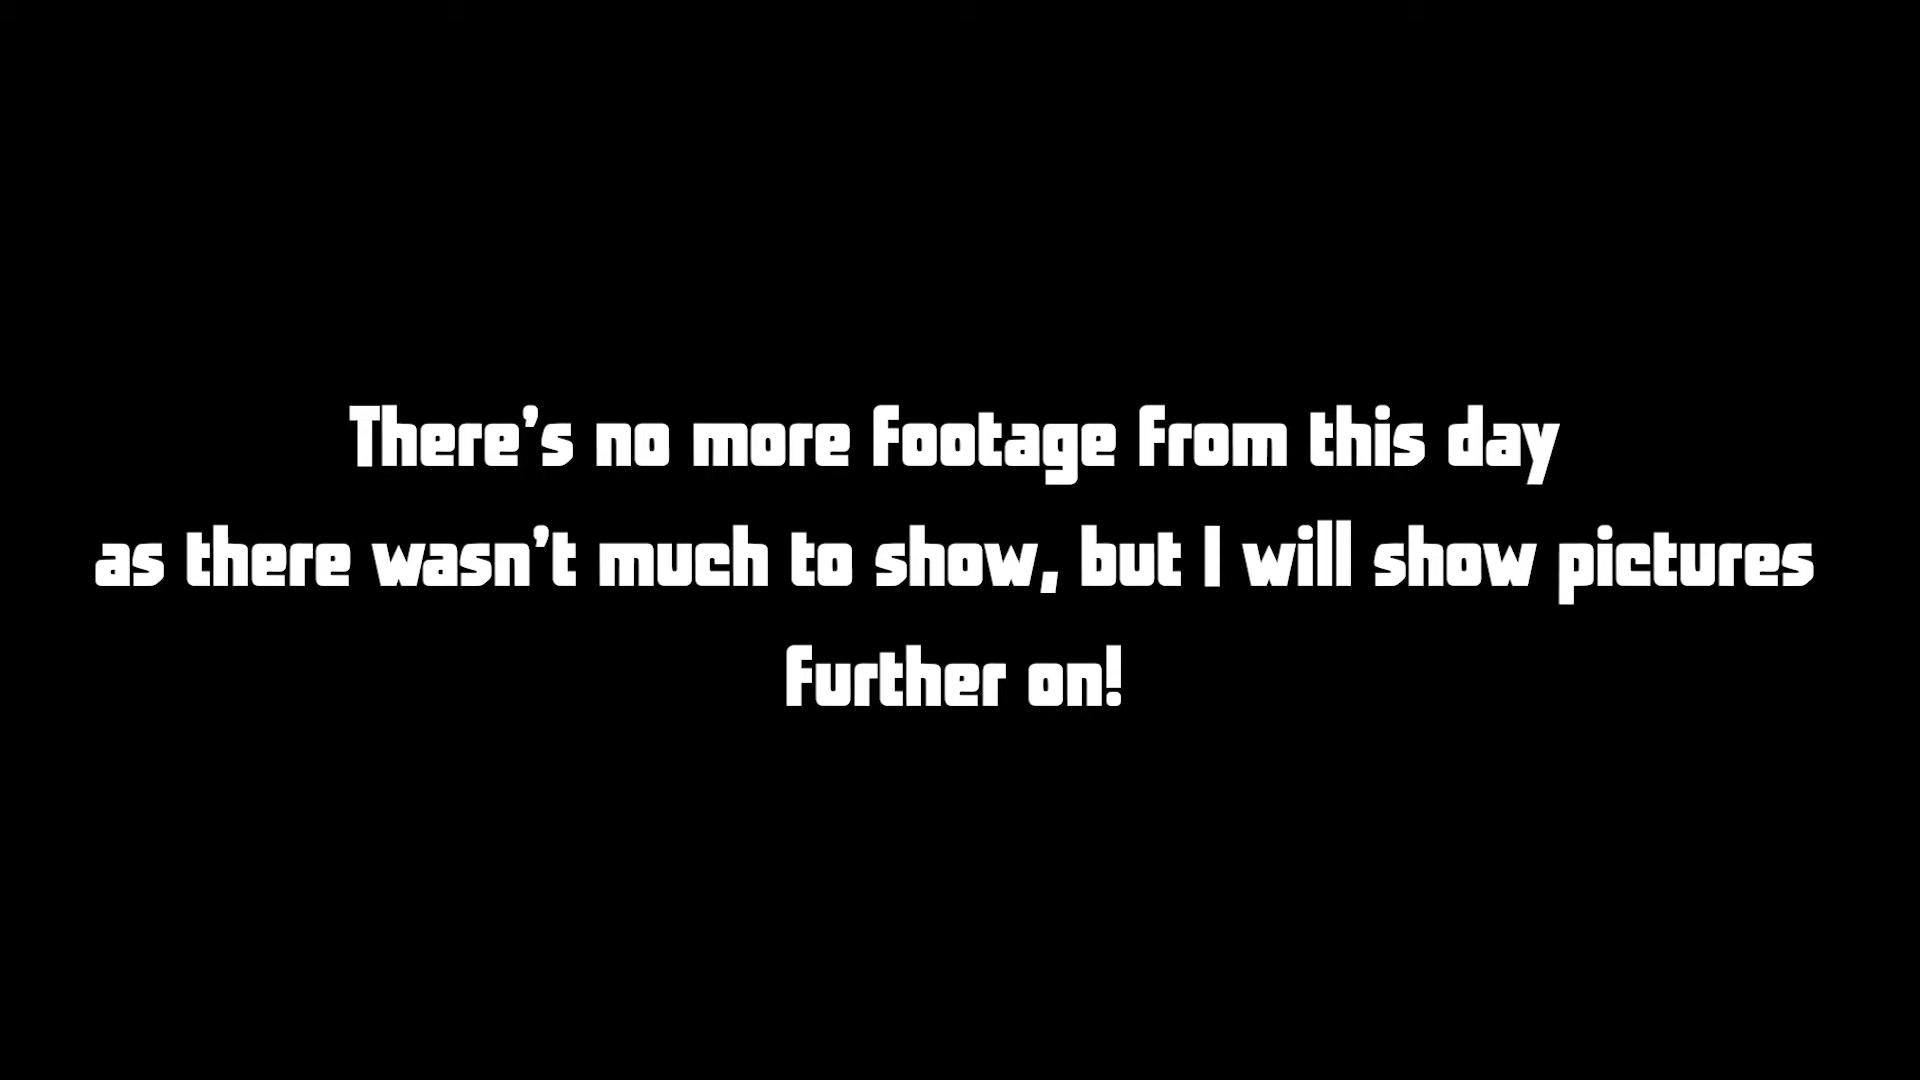 There's no more footage from this day
as there wasn't much to show, but I will show pictures
further on!